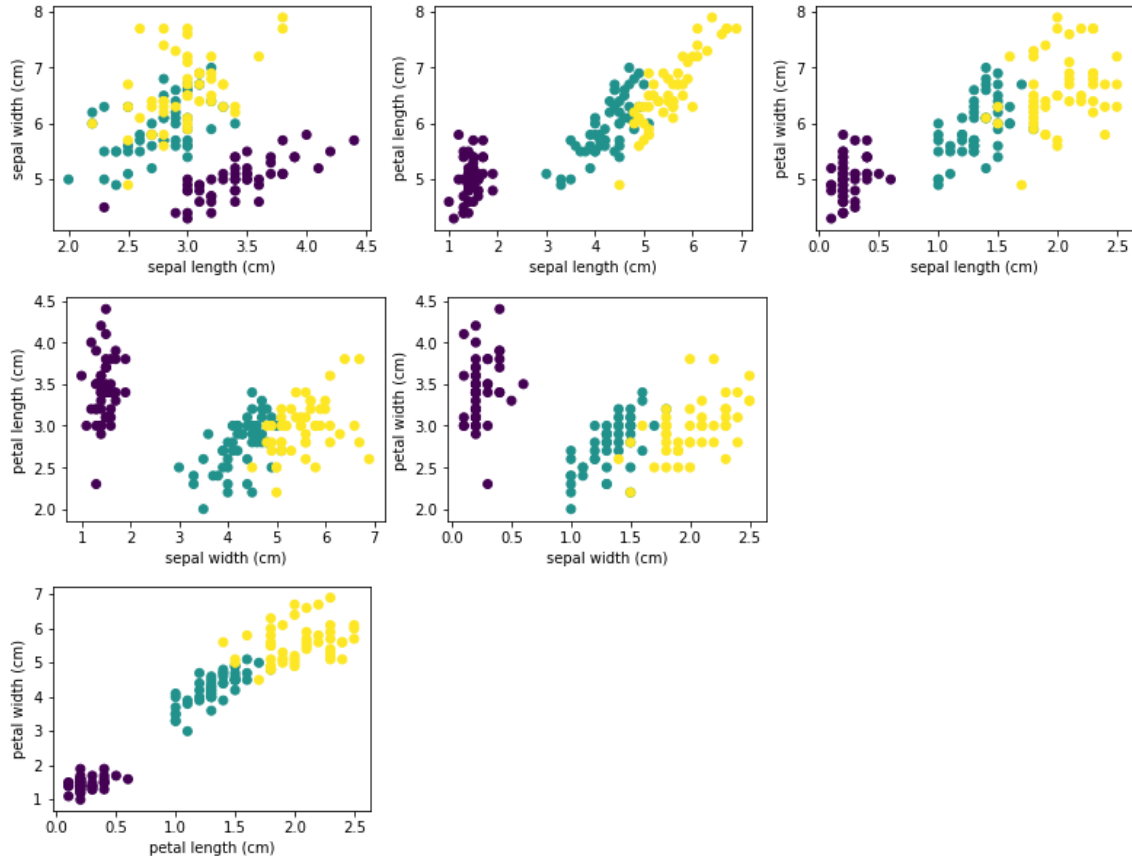 sepal width (cm)
8
7
6
5
2.0 2.5 3.0 3.5 4.0 4.5
sepal length (cm)
petal length (cm)
8
7
6
5
1 2 3 4 5 6 7
sepal length (cm)
petal width (cm)
8
7
6
5
0.0 0.5 1.0 1.5 2.0 2.5
sepal length (cm)
petal length (cm)
4.5
4.0
3.5
3.0
2.5
2.0
1 2 3 4 5 6 7
sepal width (cm)
petal width (cm)
4.5
4.0
3.5
3.0
2.5
2.0
0.0 0.5 1.0 1.5 2.0 2.5
sepal width (cm)
petal width (cm)
7
6
5
4
3
2
1
0.0 0.5 1.0 1.5 2.0 2.5
petal length (cm)